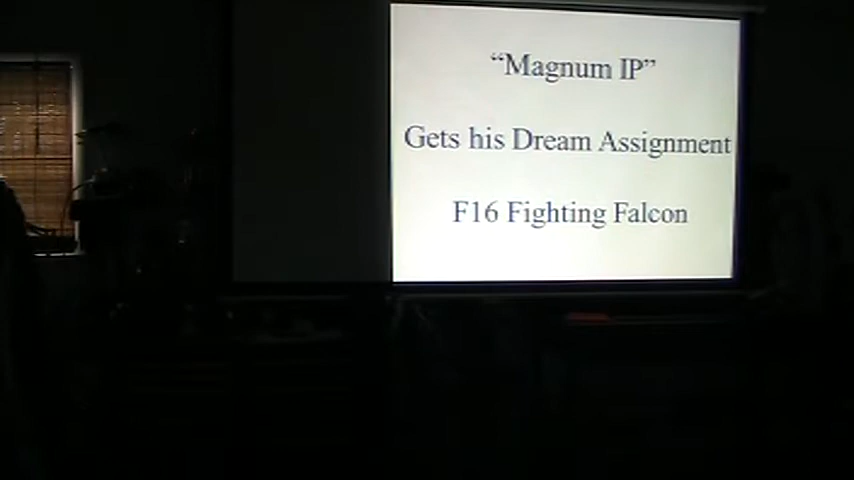 “Magnum IP”
Gets his Dream Assignment
F16 Fighting Falcon